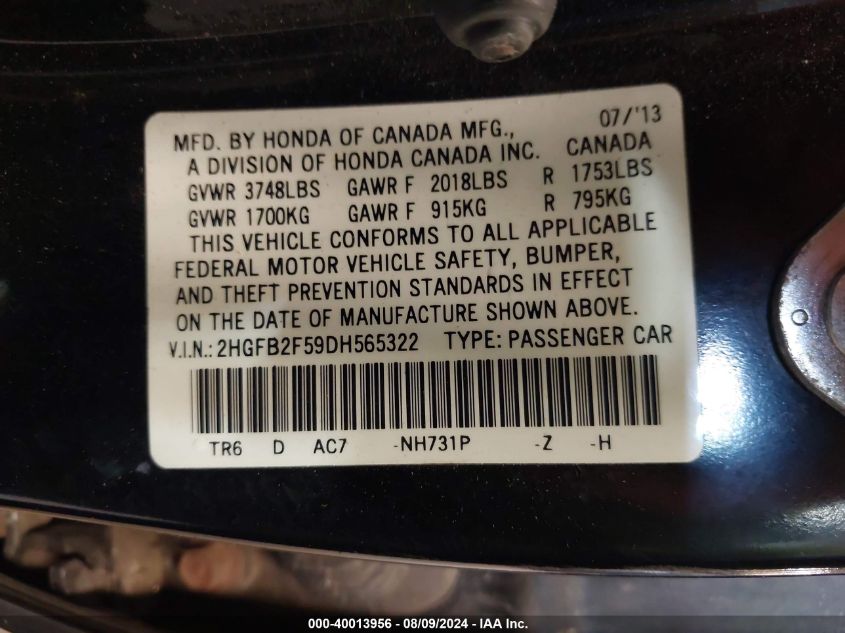 07/'13
MFD. BY HONDA OF CANADA MFG.,
A DIVISION OF HONDA CANADA INC. CANADA
GVWR 3748LBS GAWR F 2018LBS R 1753LBS
GVWR 1700KG GAWR F 915KG R 795KG
THIS VEHICLE CONFORMS TO ALL APPLICABLE
FEDERAL MOTOR VEHICLE SAFETY, BUMPER,
AND THEFT PREVENTION STANDARDS IN EFFECT
ON THE DATE OF MANUFACTURE SHOWN ABOVE.
V.I.N.: 2HGFB2F59DH565322 TYPE: PASSENGER CAR
TR6 D AC7 -NH731P -Z -H
000-40013956 - 08/09/2024 - IAA Inc.